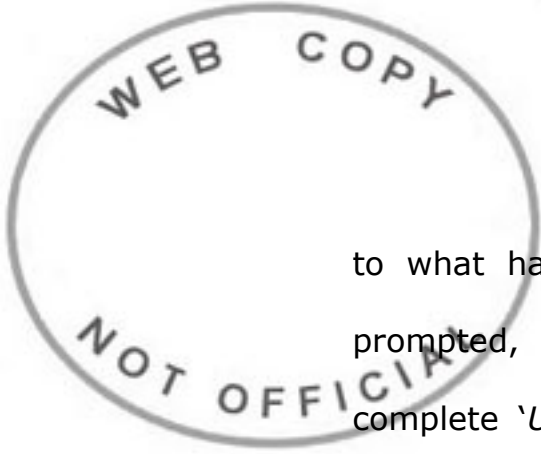 WEB COPY
to what ha
prompted,
NOT OFFICIAL
complete ‘U